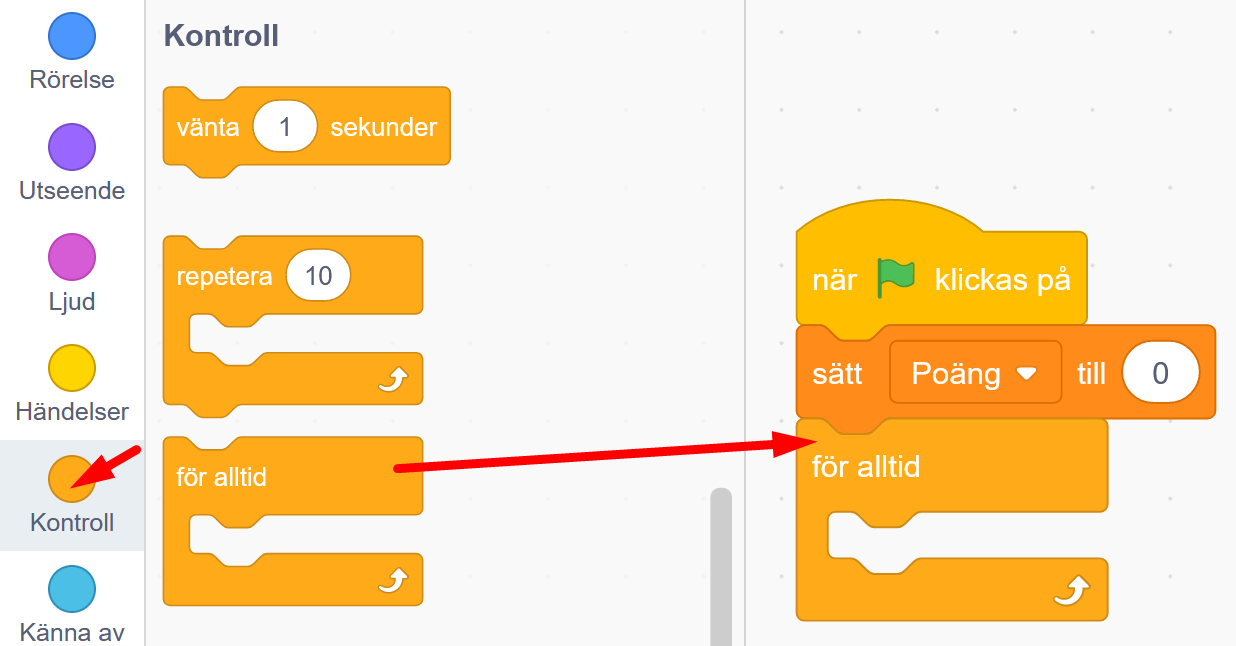 Rörelse
Utseende
Ljud
Händelser
Kontroll
Känna av
Kontroll
vänta 1 sekunder
repetera 10
för alltid
när klickas på
sätt Poäng till 0
för alltid